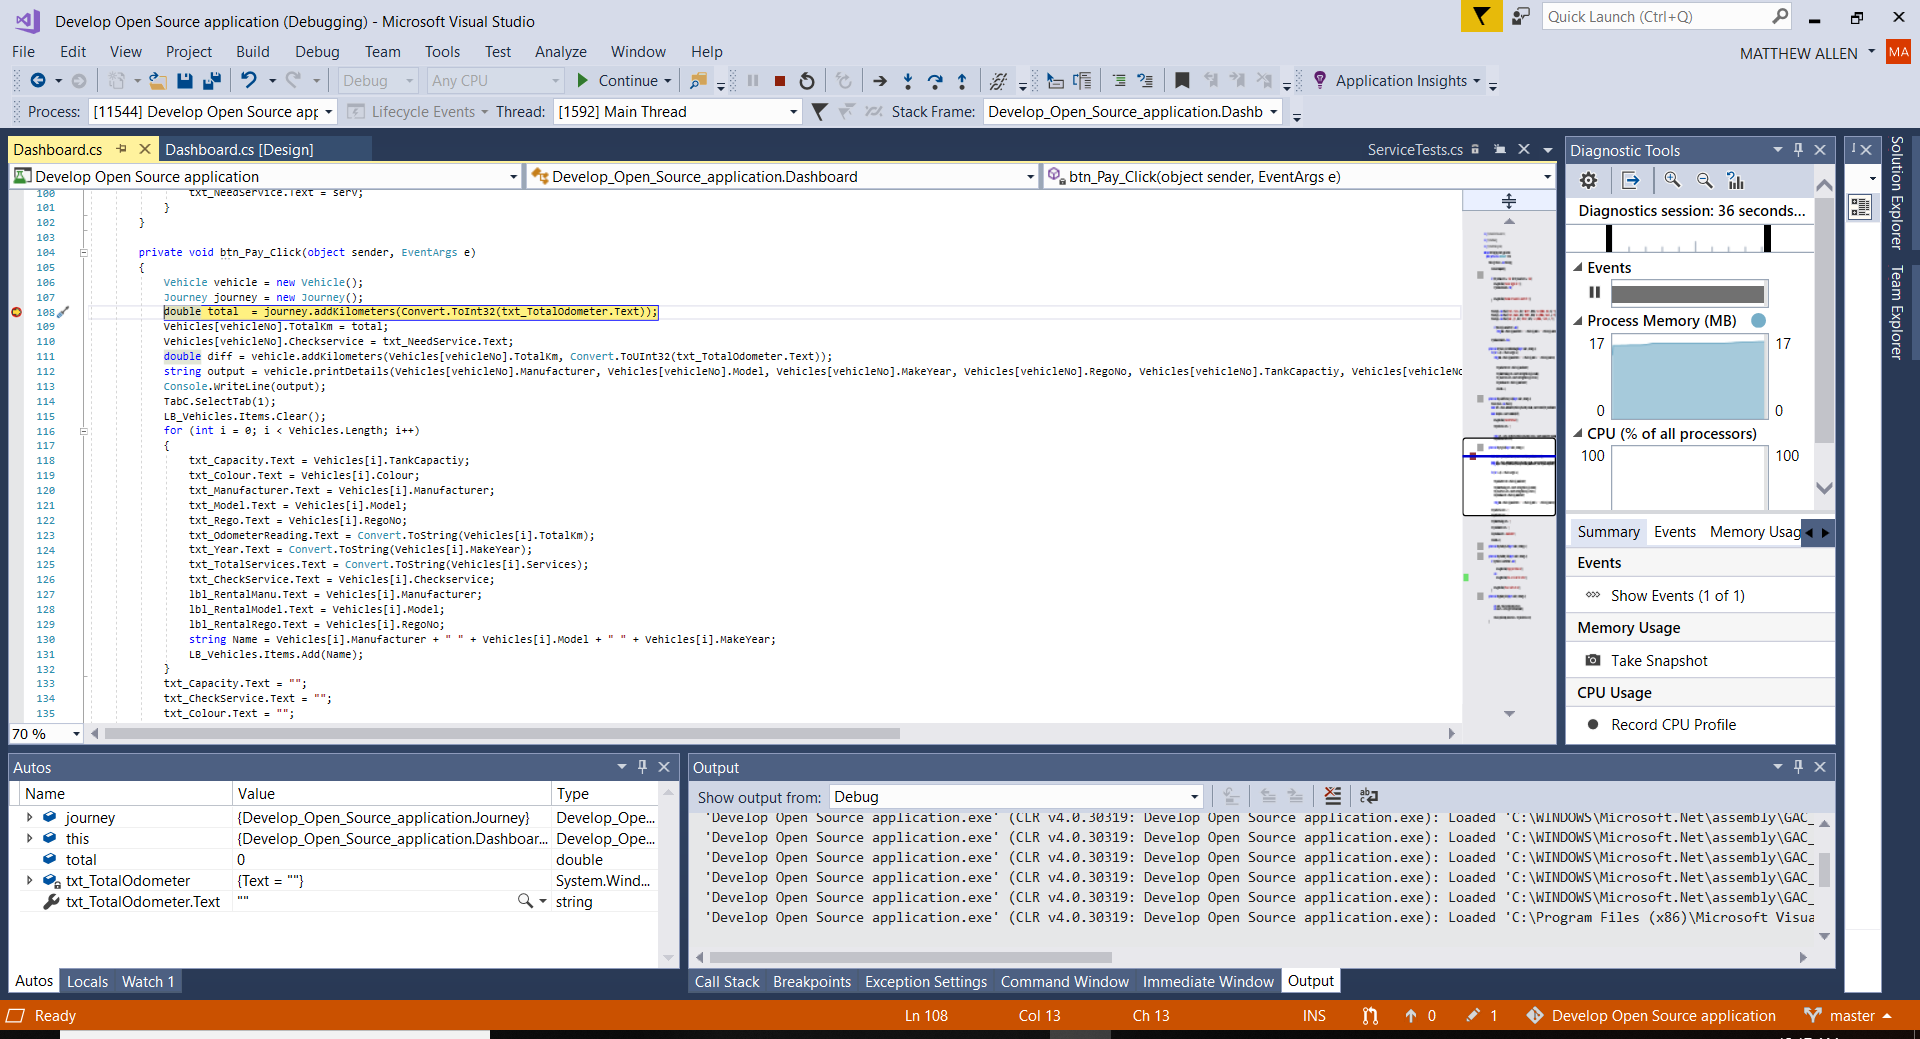 Develop Open Source application (Debugging) - Microsoft Visual Studio
Quick Launch (Ctrl+Q)
File Edit View Project Build Debug Team Tools Test Analyze Window Help
MATTHEW ALLEN MA
Debug Any CPU Continue Application Insights
Process: [11544] Develop Open Source app Lifecycle Events Thread: [1592] Main Thread Stack Frame: Develop_Open_Source_application.Dashb
Dashboard.cs Dashboard.cs [Design] ServiceTests.cs
Develop Open Source application Develop_Open_Source_application.Dashboard btn_Pay_Click(object sender, EventArgs e)
100 txt_NeedService.Text = serv;
101 }
102 }
103
104 private void btn_Pay_Click(object sender, EventArgs e)
105 {
106 Vehicle vehicle = new Vehicle();
107 Journey journey = new Journey();
108 double total  = journey.addKilometers(Convert.ToInt32(txt_TotalOdometer.Text));
109 Vehicles[vehicleNo].TotalKm = total;
110 Vehicles[vehicleNo].Checkservice = txt_NeedService.Text;
111 double diff = vehicle.addKilometers(Vehicles[vehicleNo].TotalKm, Convert.ToUInt32(txt_TotalOdometer.Text));
112 string output = vehicle.printDetails(Vehicles[vehicleNo].Manufacturer, Vehicles[vehicleNo].Model, Vehicles[vehicleNo].MakeYear, Vehicles[vehicleNo].RegoNo, Vehicles[vehicleNo].TankCapactiy, Vehicles[vehicleNo
113 Console.WriteLine(output);
114 TabC.SelectTab(1);
115 LB_Vehicles.Items.Clear();
116 for (int i = 0; i < Vehicles.Length; i++)
117 {
118 txt_Capacity.Text = Vehicles[i].TankCapactiy;
119 txt_Colour.Text = Vehicles[i].Colour;
120 txt_Manufacturer.Text = Vehicles[i].Manufacturer;
121 txt_Model.Text = Vehicles[i].Model;
122 txt_Rego.Text = Vehicles[i].RegoNo;
123 txt_OdometerReading.Text = Convert.ToString(Vehicles[i].TotalKm);
124 txt_Year.Text = Convert.ToString(Vehicles[i].MakeYear);
125 txt_TotalServices.Text = Convert.ToString(Vehicles[i].Services);
126 txt_CheckService.Text = Vehicles[i].Checkservice;
127 lbl_RentalManu.Text = Vehicles[i].Manufacturer;
128 lbl_RentalModel.Text = Vehicles[i].Model;
129 lbl_RentalRego.Text = Vehicles[i].RegoNo;
130 string Name = Vehicles[i].Manufacturer + " " + Vehicles[i].Model + " " + Vehicles[i].MakeYear;
131 LB_Vehicles.Items.Add(Name);
132 }
133 txt_Capacity.Text = "";
134 txt_CheckService.Text = "";
135 txt_Colour.Text = "";
70 %
Diagnostic Tools
Diagnostics session: 36 seconds...
Events
Process Memory (MB)
17 17
0 0
CPU (% of all processors)
100 100
Summary Events Memory Usag
Events
Show Events (1 of 1)
Memory Usage
Take Snapshot
CPU Usage
Record CPU Profile
Solution Explorer
Team Explorer
Autos
Name Value Type
journey {Develop_Open_Source_application.Journey} Develop_Ope...
this {Develop_Open_Source_application.Dashboar... Develop_Ope...
total 0 double
txt_TotalOdometer {Text = ""} System.Wind...
txt_TotalOdometer.Text "" string
Autos Locals Watch 1
Output
Show output from: Debug
'Develop Open Source application.exe' (CLR v4.0.30319: Develop Open Source application.exe): Loaded 'C:\WINDOWS\Microsoft.Net\assembly\GAC_
'Develop Open Source application.exe' (CLR v4.0.30319: Develop Open Source application.exe): Loaded 'C:\WINDOWS\Microsoft.Net\assembly\GAC_
'Develop Open Source application.exe' (CLR v4.0.30319: Develop Open Source application.exe): Loaded 'C:\WINDOWS\Microsoft.Net\assembly\GAC_
'Develop Open Source application.exe' (CLR v4.0.30319: Develop Open Source application.exe): Loaded 'C:\WINDOWS\Microsoft.Net\assembly\GAC_
'Develop Open Source application.exe' (CLR v4.0.30319: Develop Open Source application.exe): Loaded 'C:\WINDOWS\Microsoft.Net\assembly\GAC_
'Develop Open Source application.exe' (CLR v4.0.30319: Develop Open Source application.exe): Loaded 'C:\Program Files (x86)\Microsoft Visua
Call Stack Breakpoints Exception Settings Command Window Immediate Window Output
Ready Ln 108 Col 13 Ch 13 INS 0 1 Develop Open Source application master